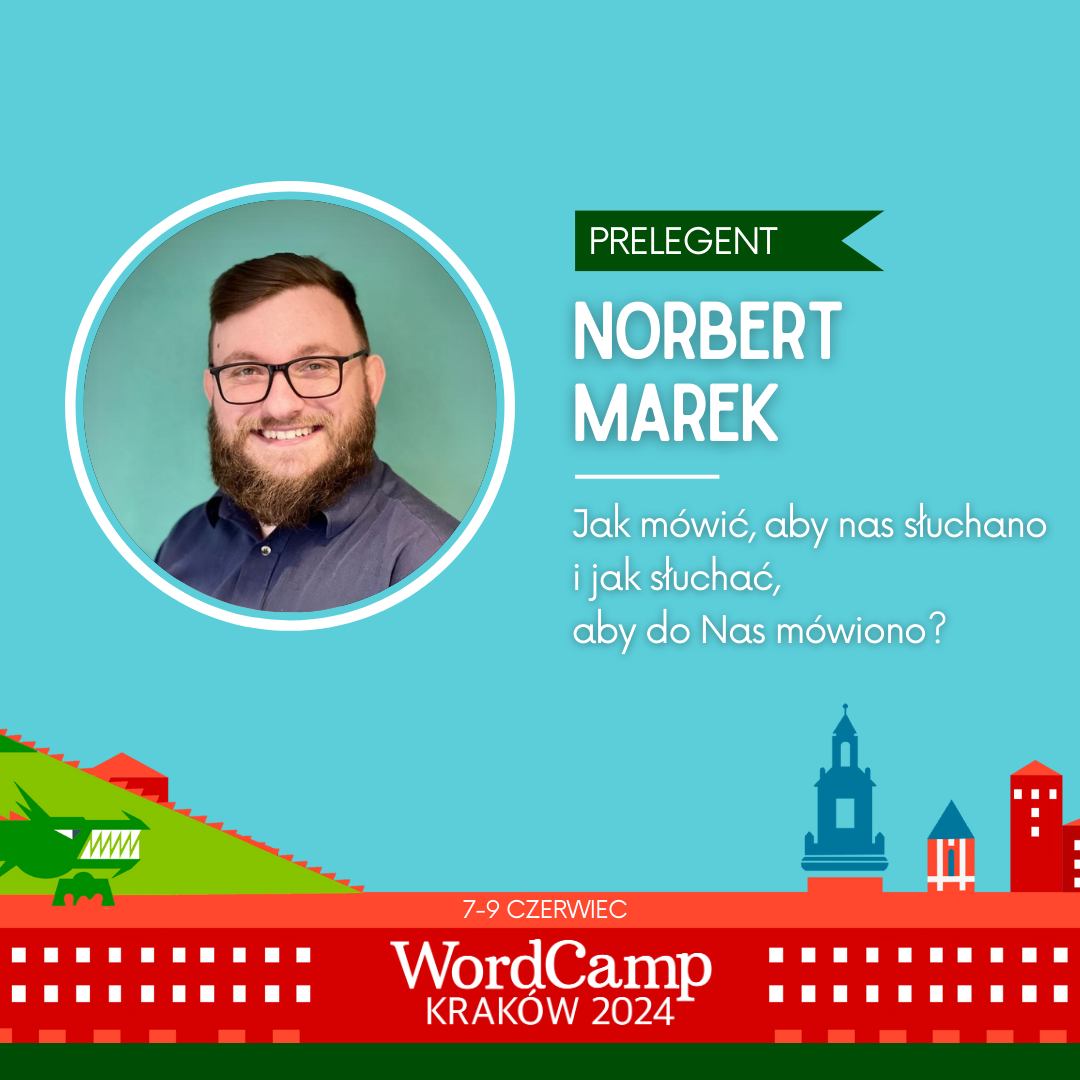 PRELEGENT
NORBERT
MAREK
Jak mówić, aby nas słuchano
i jak słuchać,
aby do Nas mówiono?
7-9 CZERWIEC
WordCamp
KRAKÓW 2024